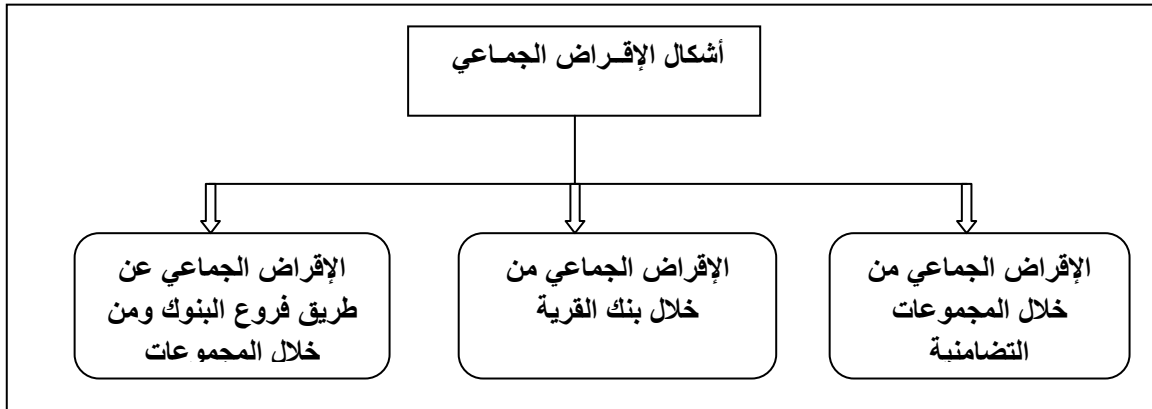 أشكال الإقــراض الجمـاعي
الإقراض الجماعي من
خلال المجموعات
التضامنية
الإقراض الجماعي من
خلال بنك القرية
الإقراض الجماعي عن
طريق فروع البنوك ومن
خلال المجموعات